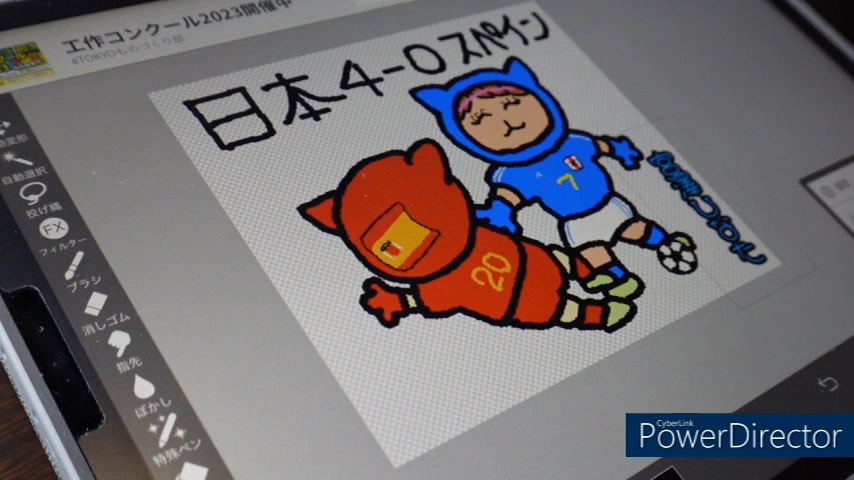 工作コンクール2023開催中
#TOKYOものづくり部
日本4-0スペイン
7
20
自動選択
投げ縄
FX
フィルター
ブラシ
消しゴム
指先
ぼかし
特殊ペン
CyberLink
PowerDirector